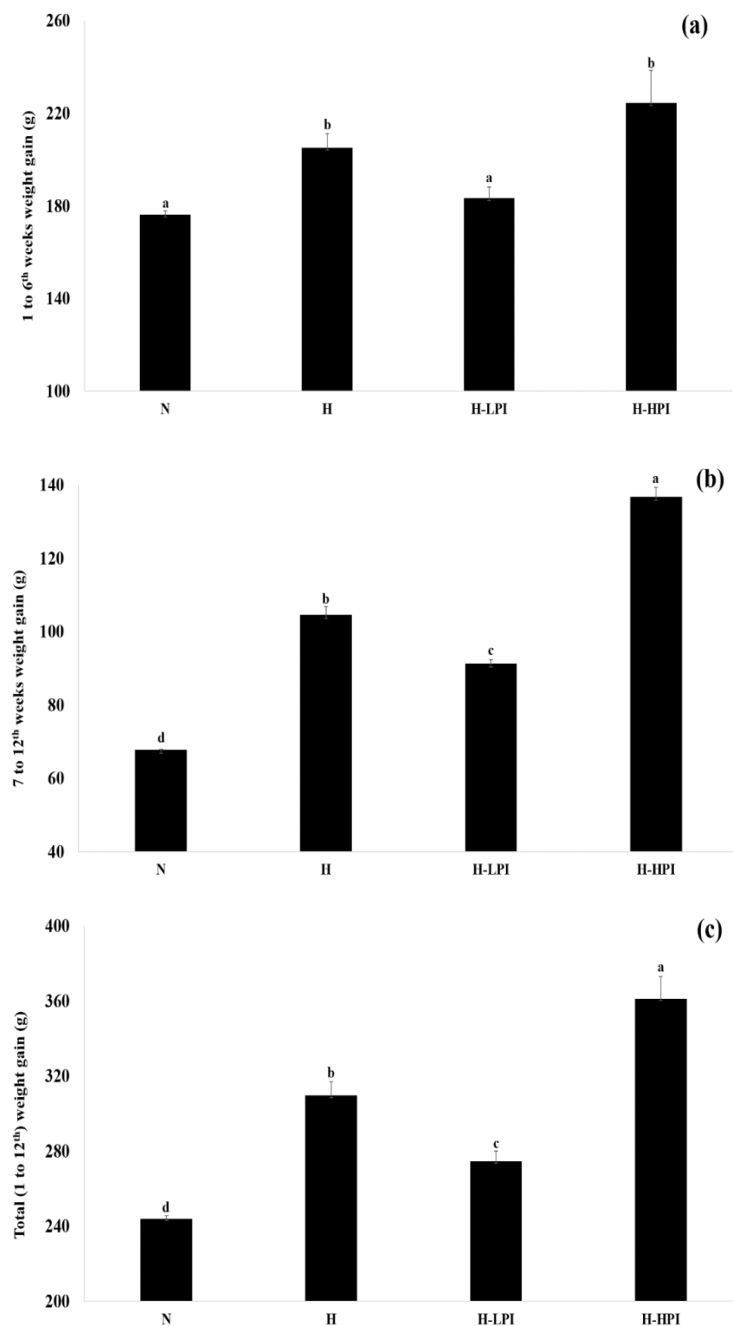 (a)
1 to 6th weeks weight gain (g)
260
220
180
140
100
a
b
a
b
N H H-LPI H-HPI
(b)
7 to 12th weeks weight gain (g)
140
120
100
80
60
40
d
b
c
a
N H H-LPI H-HPI
(c)
Total (1 to 12th) weight gain (g)
400
360
320
280
240
200
d
b
c
a
N H H-LPI H-HPI